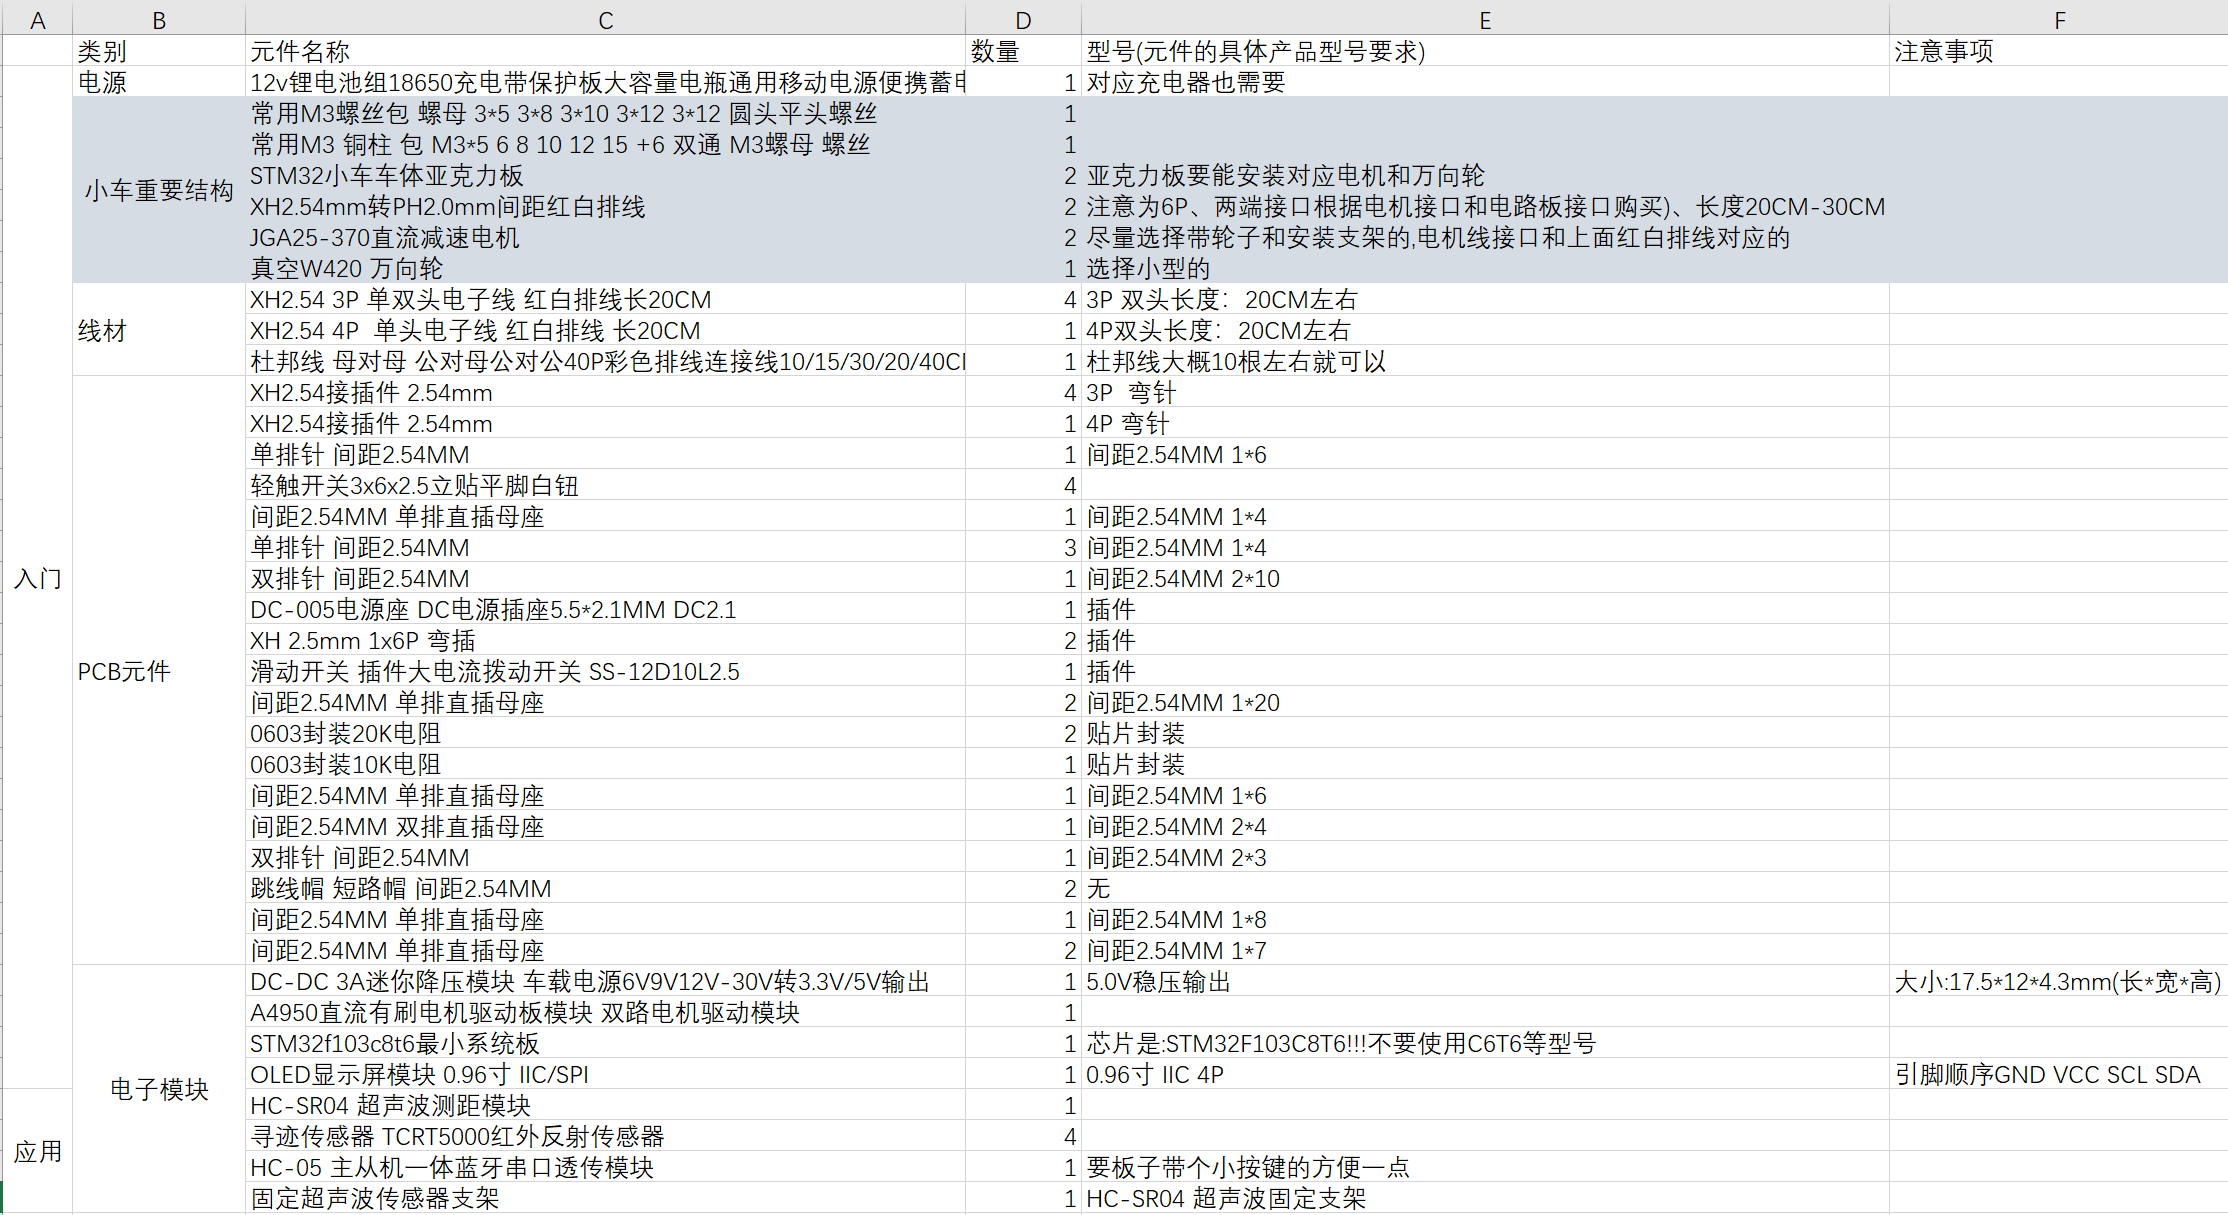 A B C D E F
类别 元件名称 数量 型号(元件的具体产品型号要求) 注意事项
电源 12v锂电池组18650充电带保护板大容量电瓶通用移动电源便携蓄 1 对应充电器也需要
常用M3螺丝包 螺母 3*5 3*8 3*10 3*12 3*12 圆头平头螺丝 1
常用M3 铜柱 包 M3*5 6 8 10 12 15 +6 双通 M3螺母 螺丝 1
STM32小车车体亚克力板 2 亚克力板要能安装对应电机和万向轮
小车重要结构
XH2.54mm转PH2.0mm间距红白排线 2 注意为6P、两端接口根据电机接口和电路板接口购买)、长度20CM-30CM
JGA25-370直流减速电机 2 尽量选择带轮子和安装支架的,电机线接口和上面红白排线对应的
真空W420 万向轮 1 选择小型的
XH2.54 3P 单双头电子线 红白排线长20CM 4 3P 双头长度：20CM左右
线材 XH2.54 4P  单头电子线 红白排线 长20CM 1 4P双头长度：20CM左右
杜邦线 母对母 公对母公对公40P彩色排线连接线10/15/30/20/40C 1 杜邦线大概10根左右就可以
XH2.54接插件 2.54mm 4 3P  弯针
XH2.54接插件 2.54mm 1 4P 弯针
单排针 间距2.54MM 1 间距2.54MM 1*6
轻触开关3x6x2.5立贴平脚白钮 4
间距2.54MM 单排直插母座 1 间距2.54MM 1*4
单排针 间距2.54MM 3 间距2.54MM 1*4
入门 双排针 间距2.54MM 1 间距2.54MM 2*10
DC-005电源座 DC电源插座5.5*2.1MM DC2.1 1 插件
XH 2.5mm 1x6P 弯插 2 插件
PCB元件 滑动开关 插件大电流拨动开关 SS-12D10L2.5 1 插件
间距2.54MM 单排直插母座 2 间距2.54MM 1*20
0603封装20K电阻 2 贴片封装
0603封装10K电阻 1 贴片封装
间距2.54MM 单排直插母座 1 间距2.54MM 1*6
间距2.54MM 双排直插母座 1 间距2.54MM 2*4
双排针 间距2.54MM 1 间距2.54MM 2*3
跳线帽 短路帽 间距2.54MM 2 无
间距2.54MM 单排直插母座 1 间距2.54MM 1*8
间距2.54MM 单排直插母座 2 间距2.54MM 1*7
DC-DC 3A迷你降压模块 车载电源6V9V12V-30V转3.3V/5V输出 1 5.0V稳压输出 大小:17.5*12*4.3mm(长*宽*高)
A4950直流有刷电机驱动板模块 双路电机驱动模块 1
STM32f103c8t6最小系统板 1 芯片是:STM32F103C8T6!!!不要使用C6T6等型号
OLED显示屏模块 0.96寸 IIC/SPI 1 0.96寸 IIC 4P 引脚顺序GND VCC SCL SDA
电子模块
HC-SR04 超声波测距模块 1
寻迹传感器 TCRT5000红外反射传感器 4
应用
HC-05 主从机一体蓝牙串口透传模块 1 要板子带个小按键的方便一点
固定超声波传感器支架 1 HC-SR04 超声波固定支架